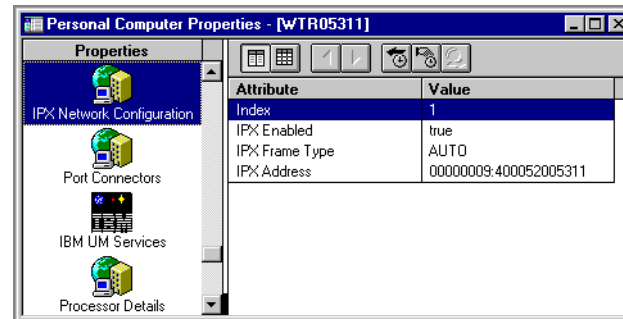 Personal Computer Properties - [WTR05311]
Properties
IPX Network Configuration
Port Connectors
IBM UM Services
Processor Details
Attribute Value
Index 1
IPX Enabled true
IPX Frame Type AUTO
IPX Address 00000009:400052005311